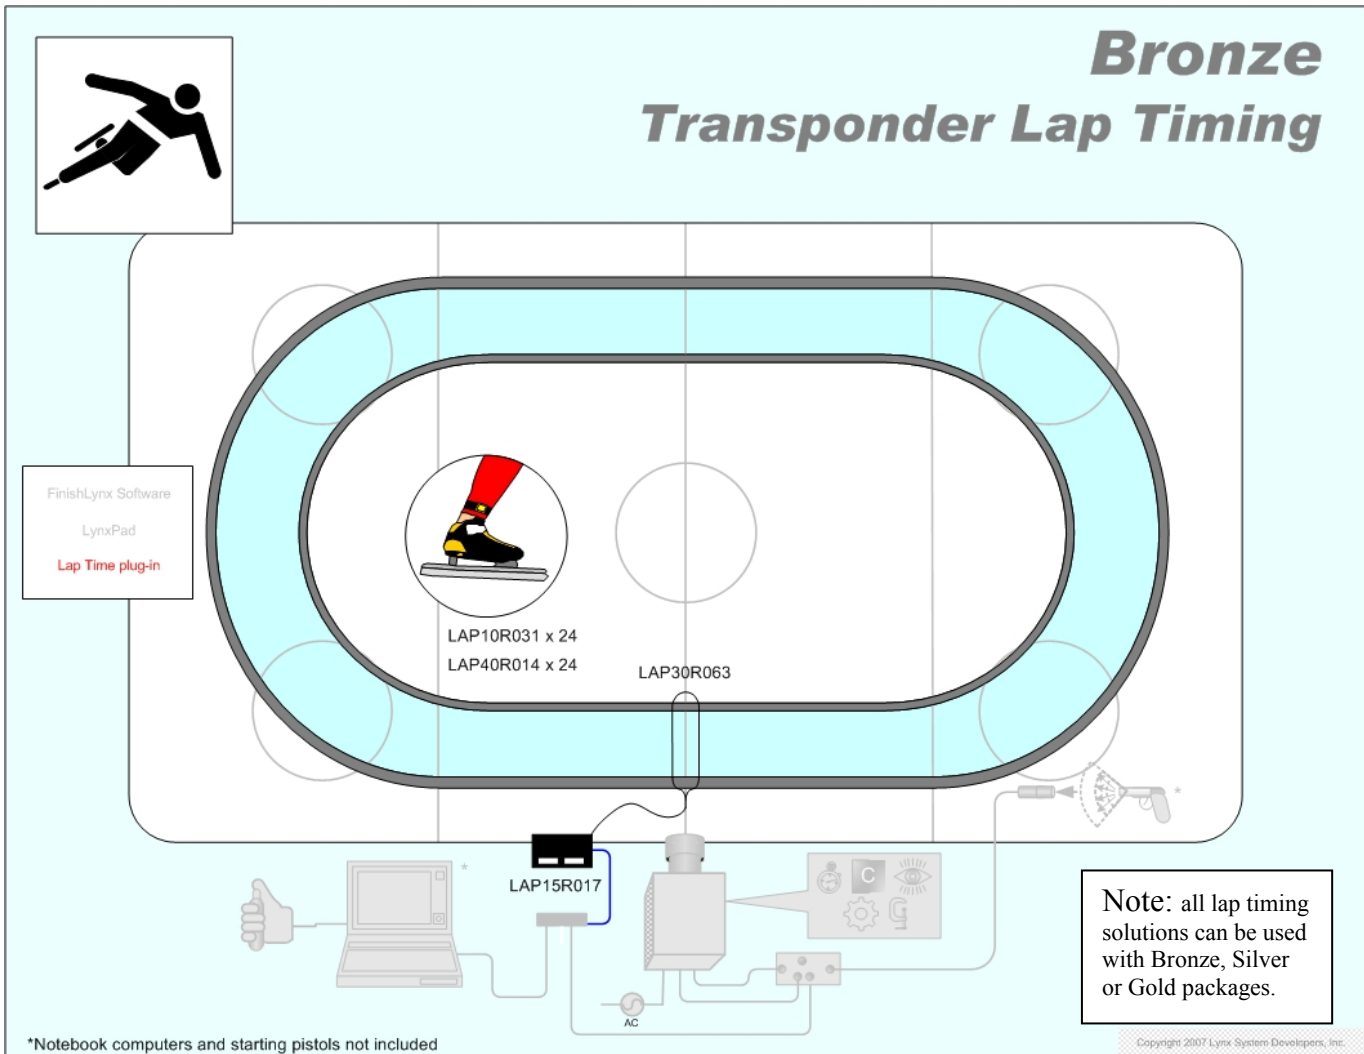 Bronze
Transponder Lap Timing
FinishLynx Software
LynxPad
Lap Time plug-in
LAP10R031 x 24
LAP40R014 x 24
LAP30R063
*
LAP15R017
*
C
AC
Note: all lap timing
solutions can be used
with Bronze, Silver
or Gold packages.
*Notebook computers and starting pistols not included
Copyright 2007 Lynx System Developers, Inc.